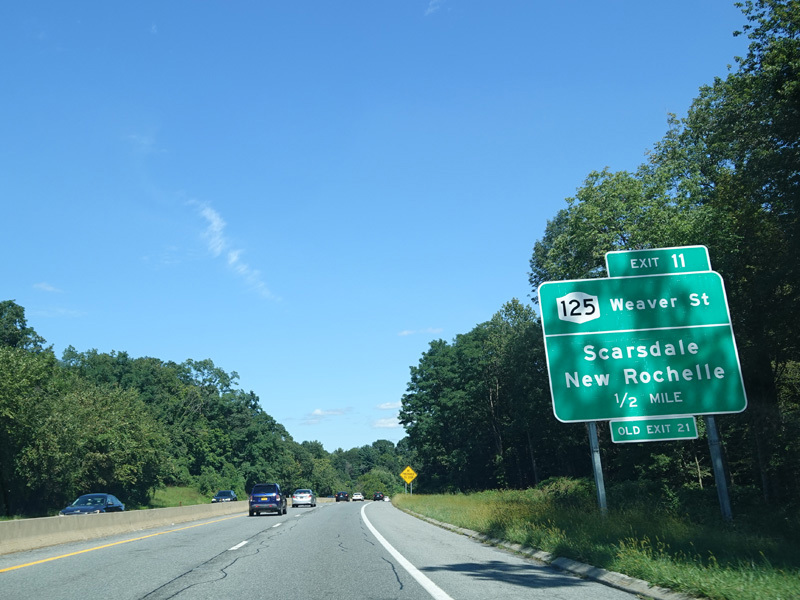 EXIT 11
125 Weaver St
Scarsdale
New Rochelle
1/2 MILE
OLD EXIT 21